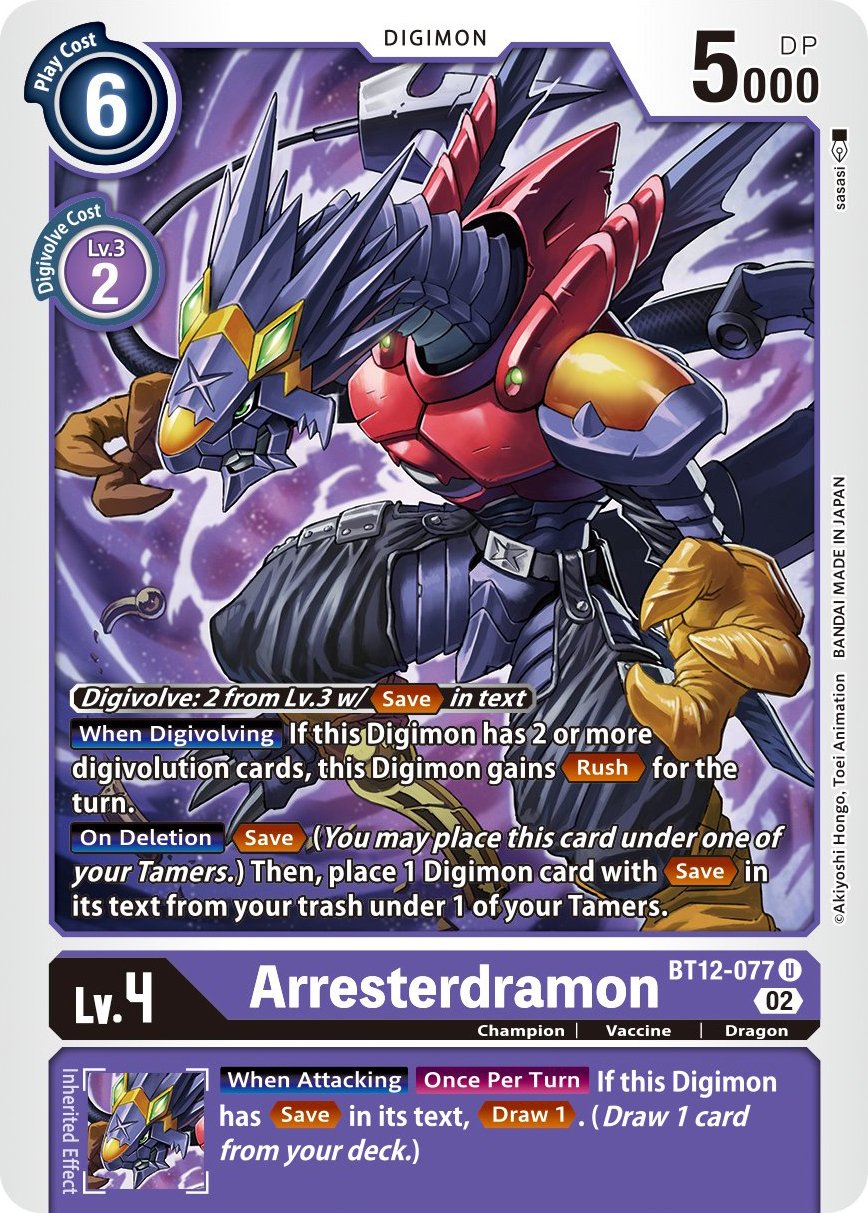 DIGIMON
Play Cost
6
5000
DP
Digivolve Cost
Lv.3
2
sasasi
Digivolve: 2 from Lv.3 w/ Save in text
When Digivolving If this Digimon has 2 or more
digivolution cards, this Digimon gains Rush for the
turn.
On Deletion Save (You may place this card under one of
your Tamers.) Then, place 1 Digimon card with Save in
its text from your trash under 1 of your Tamers.
©Akiyoshi Hongo, Toei Animation BANDAI MADE IN JAPAN
Lv.4
Arresterdramon
BT12-077 U
02
Champion | Vaccine | Dragon
Inherited Effect
When Attacking Once Per Turn If this Digimon
has Save in its text, Draw 1. (Draw 1 card
from your deck.)